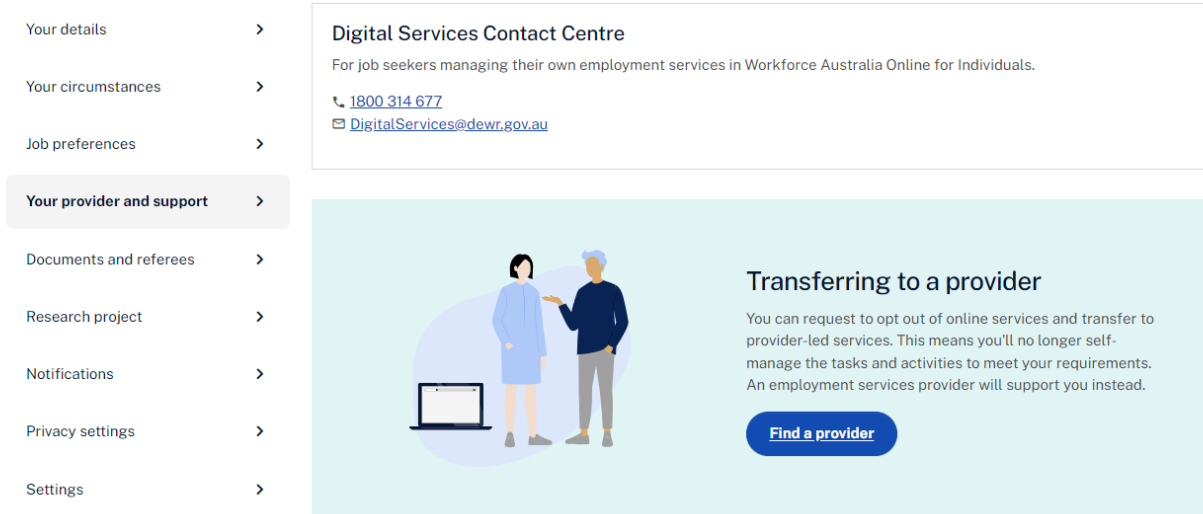 Your details
Your circumstances
Job preferences
Your provider and support
Documents and referees
Research project
Notifications
Privacy settings
Settings
Digital Services Contact Centre
For job seekers managing their own employment services in Workforce Australia Online for Individuals.
1800 314 677
DigitalServices@dewr.gov.au
Transferring to a provider
You can request to opt out of online services and transfer to
provider-led services. This means you'll no longer self-
manage the tasks and activities to meet your requirements.
An employment services provider will support you instead.
Find a provider